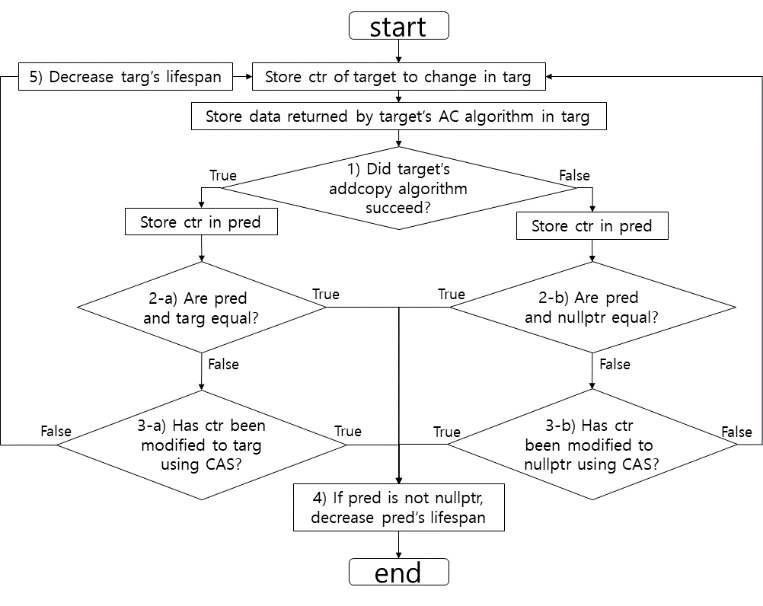 start
5) Decrease targ's lifespan
Store ctr of target to change in targ
Store data returned by target's AC algorithm in targ
True
1) Did target's
addcopy algorithm
succeed?
False
Store ctr in pred
Store ctr in pred
2-a) Are pred
and targ equal?
True
True
2-b) Are pred
and nullptr equal?
False
False
False
3-a) Has ctr been
modified to targ
using CAS?
True
True
3-b) Has ctr
been modified to
nullptr using CAS?
False
4) If pred is not nullptr,
decrease pred's lifespan
end